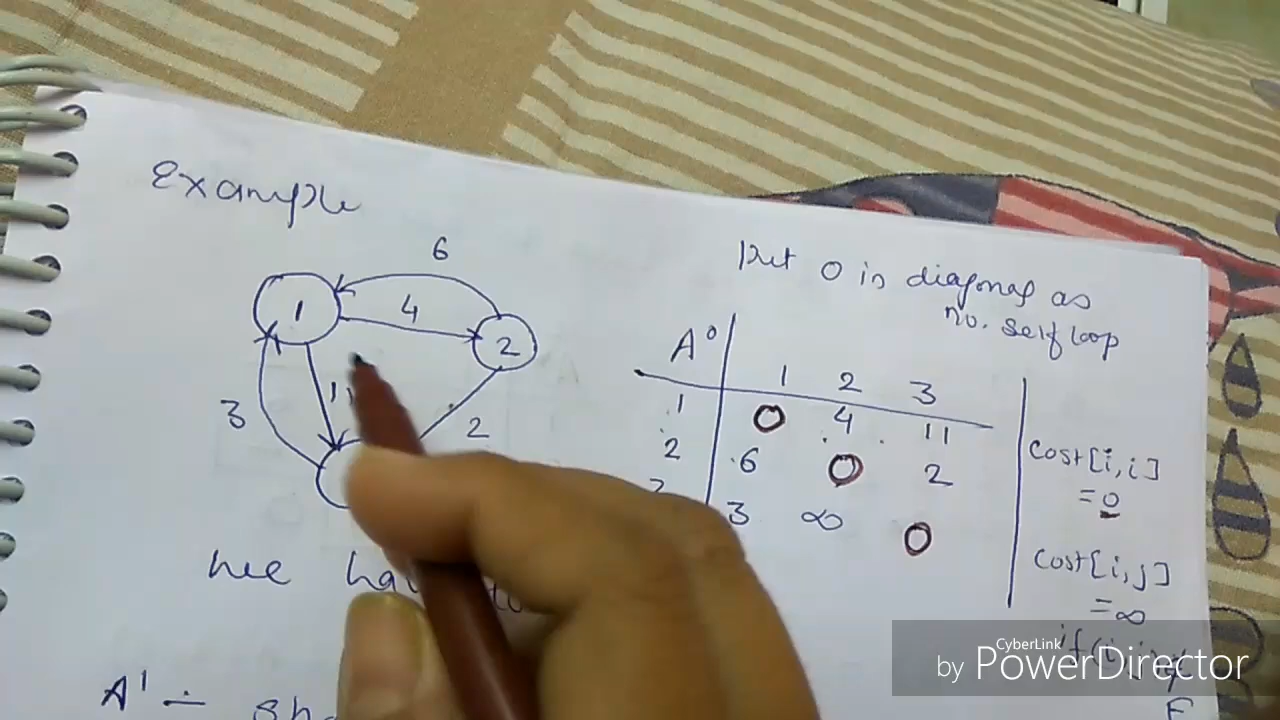 Example
6
1
4
2
3
11
2
Put 0 in diagonal as
no. self loop
A⁰ 1 2 3
1 0 4 11
2 6 0 2
3 3 ∞ 0
cost[i,i]
=0
cost[i,j]
=∞
we
A¹ ÷
CyberLink
by PowerDirector